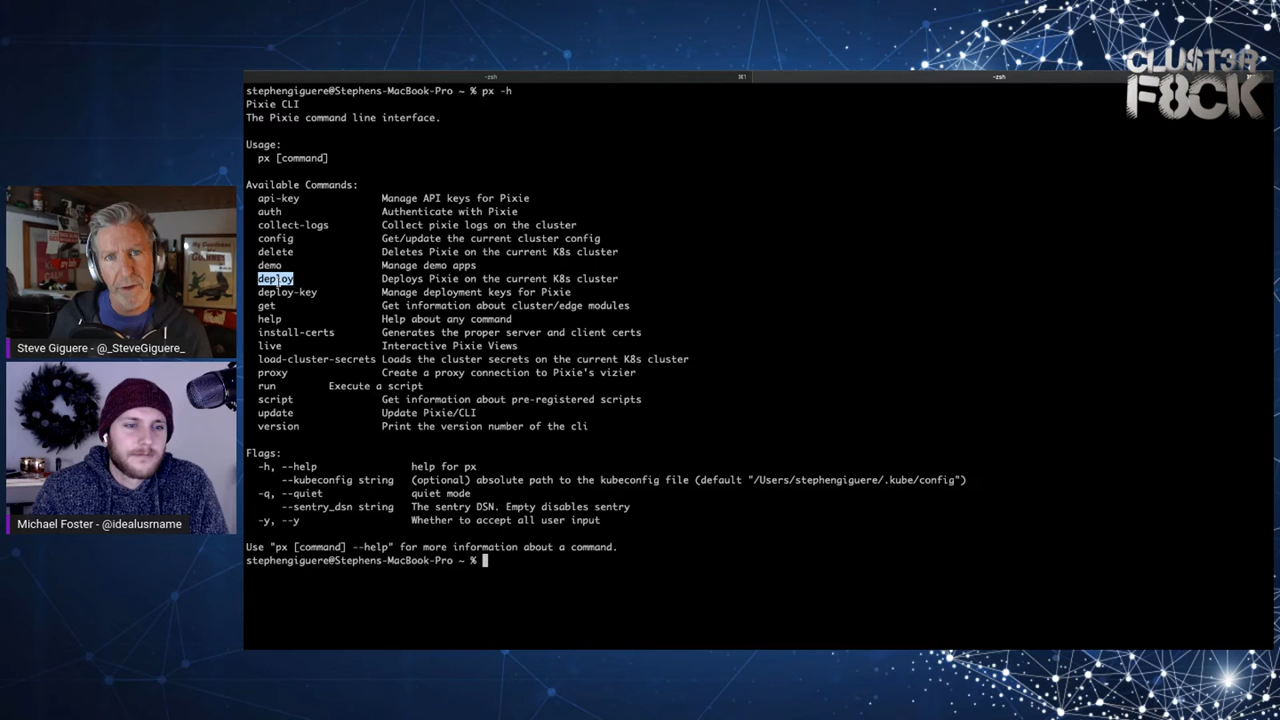 CLUST3R
F8CK
-zsh
⌘1
-zsh
stephengiguere@Stephens-MacBook-Pro ~ % px -h
Pixie CLI
The Pixie command line interface.
Usage:
px [command]
Available Commands:
api-key Manage API keys for Pixie
auth Authenticate with Pixie
collect-logs Collect pixie logs on the cluster
config Get/update the current cluster config
delete Deletes Pixie on the current K8s cluster
demo Manage demo apps
deploy Deploys Pixie on the current K8s cluster
deploy-key Manage deployment keys for Pixie
get Get information about cluster/edge modules
help Help about any command
install-certs Generates the proper server and client certs
live Interactive Pixie Views
load-cluster-secrets Loads the cluster secrets on the current K8s cluster
proxy Create a proxy connection to Pixie's vizier
run Execute a script
script Get information about pre-registered scripts
update Update Pixie/CLI
version Print the version number of the cli
Flags:
-h, --help help for px
--kubeconfig string (optional) absolute path to the kubeconfig file (default "/Users/stephengiguere/.kube/config")
-q, --quiet quiet mode
--sentry_dsn string The sentry DSN. Empty disables sentry
-y, --y Whether to accept all user input
Use "px [command] --help" for more information about a command.
stephengiguere@Stephens-MacBook-Pro ~ %
Steve Giguere - @_SteveGiguere_
Michael Foster - @idealusrname